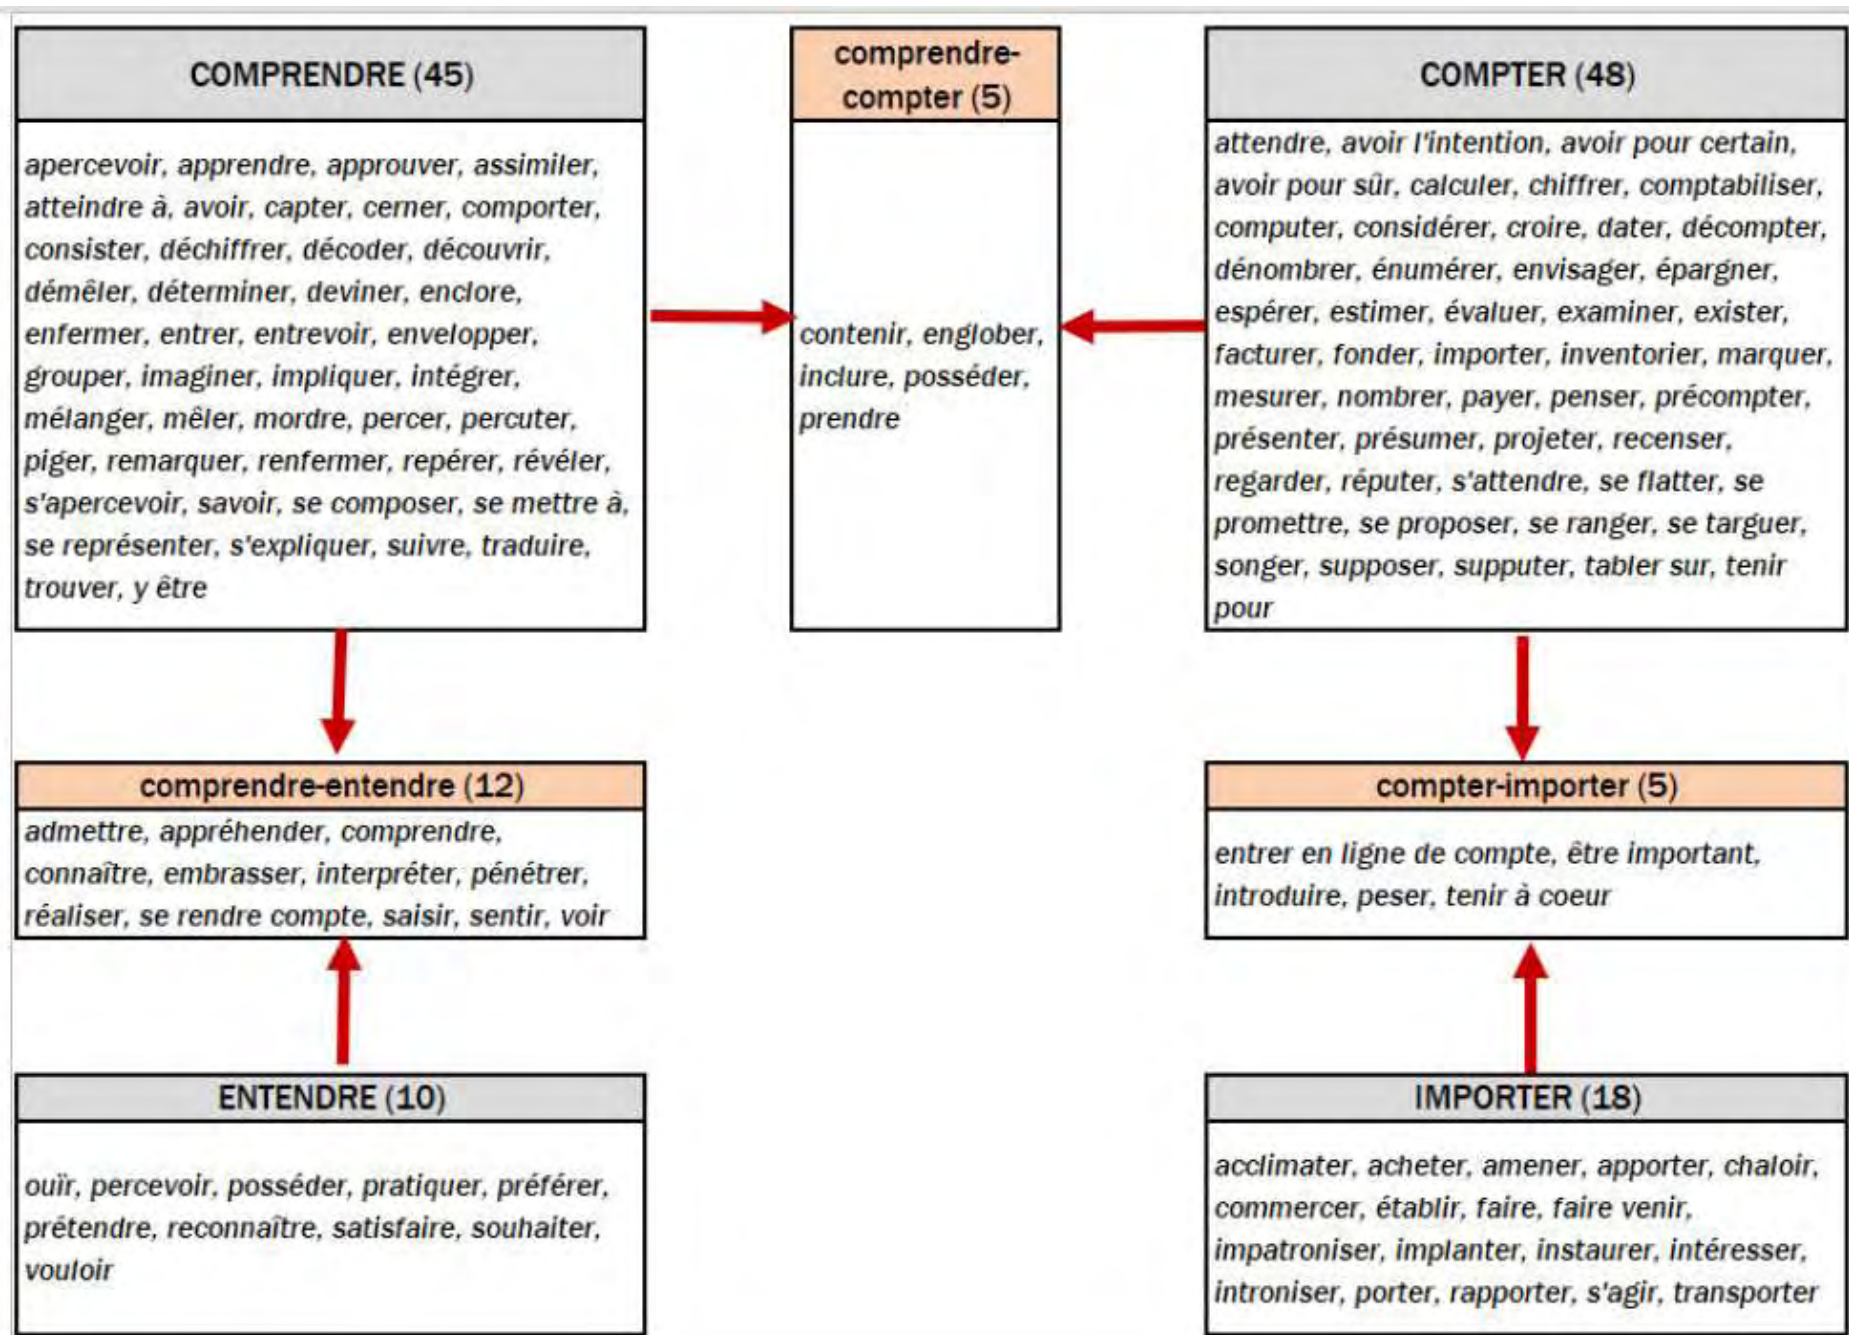 COMPRENDRE (45)
apercevoir, apprendre, approuver, assimiler,
atteindre à, avoir, capter, cerner, comporter,
consister, déchiffrer, décoder, découvrir,
démêler, déterminer, deviner, enclore,
enfermer, entrer, entrevoir, envelopper,
grouper, imaginer, impliquer, intégrer,
mélanger, mêler, mordre, percer, percuter,
piger, remarquer, renfermer, repérer, révéler,
s'apercevoir, savoir, se composer, se mettre à,
se représenter, s'expliquer, suivre, traduire,
trouver, y être
comprendre-
compter (5)
contenir, englober,
inclure, posséder,
prendre
COMPTER (48)
attendre, avoir l'intention, avoir pour certain,
avoir pour sûr, calculer, chiffrer, comptabiliser,
computer, considérer, croire, dater, décompter,
dénombrer, énumérer, envisager, épargner,
espérer, estimer, évaluer, examiner, exister,
facturer, fonder, importer, inventorier, marquer,
mesurer, nombrer, payer, penser, précompter,
présenter, présumer, projeter, recenser,
regarder, réputer, s'attendre, se flatter, se
promettre, se proposer, se ranger, se targuer,
songer, supposer, supputer, tabler sur, tenir
pour
comprendre-entendre (12)
admettre, appréhender, comprendre,
connaître, embrasser, interpréter, pénétrer,
réaliser, se rendre compte, saisir, sentir, voir
compter-importer (5)
entrer en ligne de compte, être important,
introduire, peser, tenir à coeur
ENTENDRE (10)
ouïr, percevoir, posséder, pratiquer, préférer,
prétendre, reconnaître, satisfaire, souhaiter,
vouloir
IMPORTER (18)
acclimater, acheter, amener, apporter, chaloir,
commercer, établir, faire, faire venir,
impatroniser, implanter, instaurer, intéresser,
introniser, porter, rapporter, s'agir, transporter